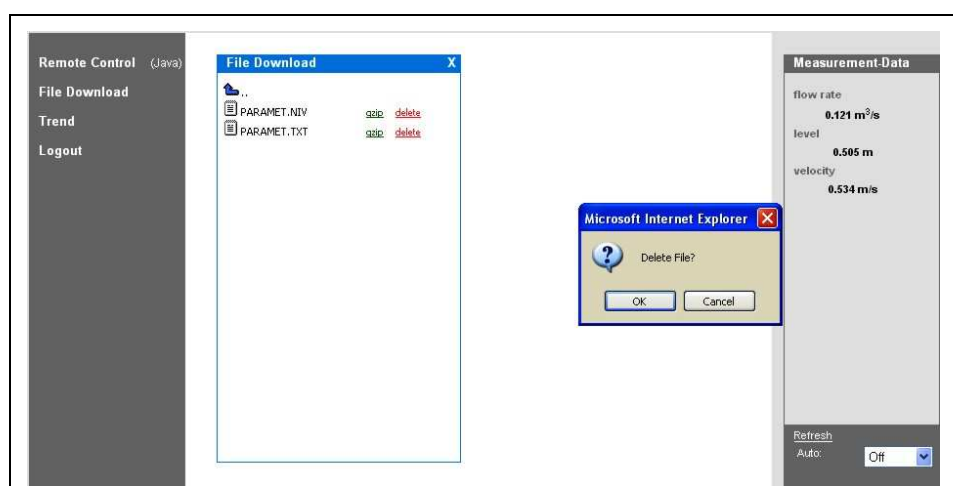 Remote Control (Java)
File Download
Trend
Logout
File Download X
..
PARAMET.NIV gzip delete
PARAMET.TXT gzip delete
Microsoft Internet Explorer
Delete File?
OK Cancel
Measurement-Data
flow rate
0.121 m³/s
level
0.505 m
velocity
0.534 m/s
Refresh
Auto: Off